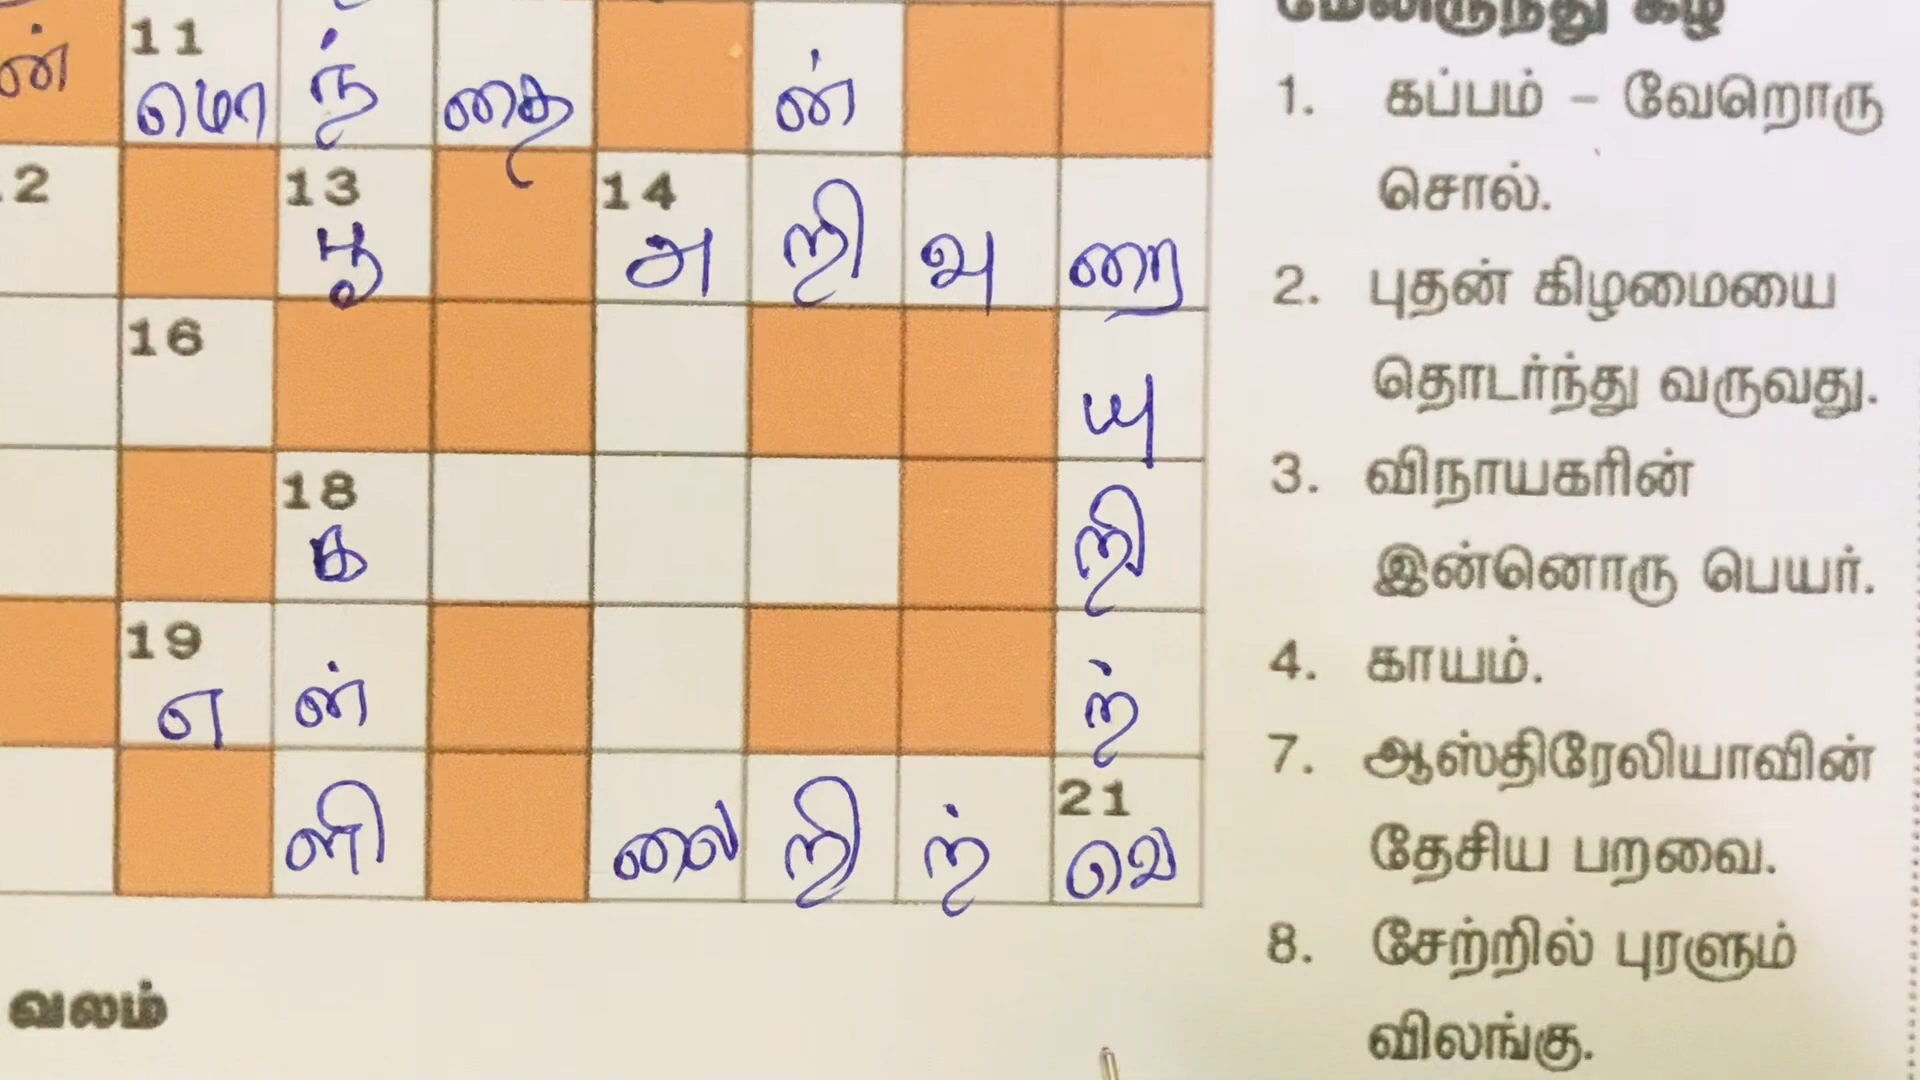 மேலிருந்து கீழ்
1. கப்பம் – வேறொரு
சொல்.
2. புதன் கிழமையை
தொடர்ந்து வருவது.
3. விநாயகரின்
இன்னொரு பெயர்.
4. காயம்.
7. ஆஸ்திரேலியாவின்
தேசிய பறவை.
8. சேற்றில் புரளும்
விலங்கு.
ன் 11 மொ ந் தை ன்
2 13 பூ 14 அ றி வு ரை
16 யு
18 க றி
19 எ ன் ற்
ளி லை றி ற் 21 வெ
வலம்